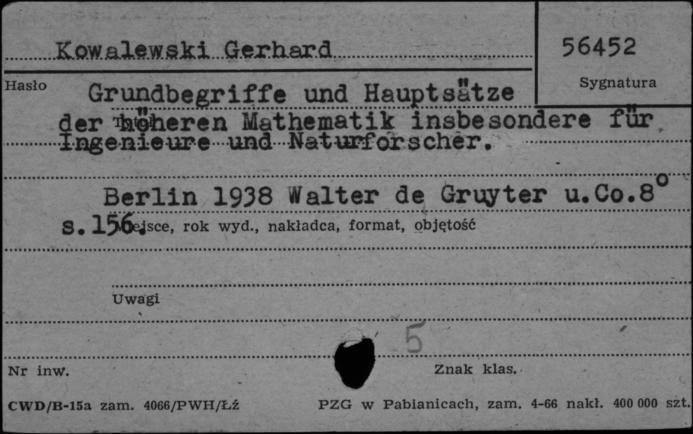 Kowalewski Gerhard
56452
Hasło
Sygnatura
Grundbegriffe und Hauptsätze
der höheren Mathematik insbesondere für
Ingenieure und Naturforscher.
Berlin 1938 Walter de Gruyter u.Co.8°
s.156.
ejsce, rok wyd., nakładca, format, objętość
Uwagi
5
Nr inw.
Znak klas.
CWD/B-15a zam. 4066/PWH/Łź
PZG w Pabianicach, zam. 4-66 nakł. 400 000 szt.